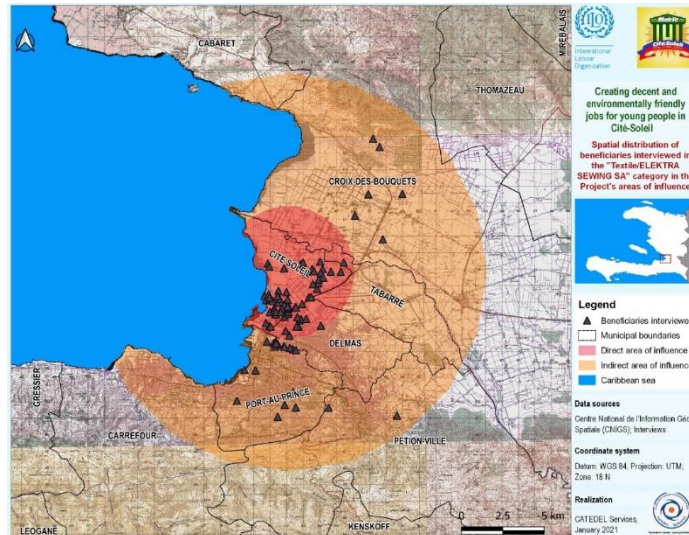 CABARET
MIREBALAIS
THOMAZEAU
CROIX-DES-BOUQUETS
CITE SOLEIL
TABARRE
DELMAS
PORT-AU-PRINCE
GRESSIER
CARREFOUR
PETION-VILLE
LEOGANE
KENSKOFF
0 2.5 5 km
International
Labour
Organization
Cité Soleil
Creating decent and
environmentally friendly
jobs for young people in
Cité-Soleil
Spatial distribution of
beneficiaries interviewed in
the "Textile/ELEKTRA
SEWING SA" category in the
Project's areas of influence
Legend
Beneficiaries interviewe
Municipal boundaries
Direct area of influence
Indirect area of influenc
Caribbean sea
Data sources
Centre National de l'Information Géo
Spatiale (CNIGS); Interviews
Coordinate system
Datum: WGS 84, Projection: UTM;
Zone: 18 N
Realization
CATEDEL Services,
January 2021